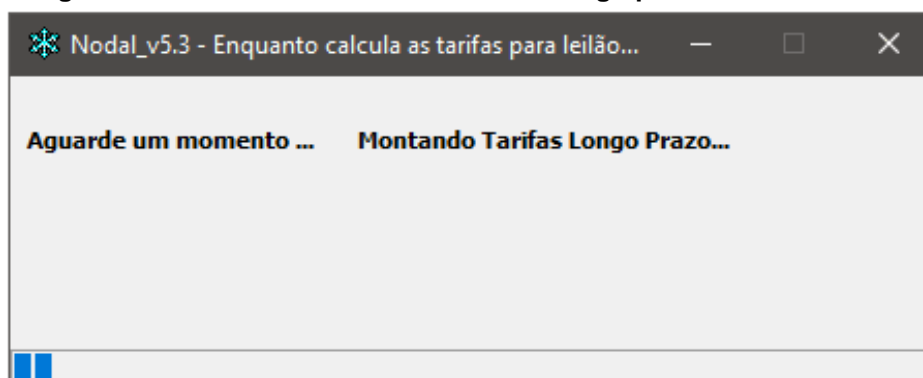 Nodal_v5.3 - Enquanto calcula as tarifas para leilão...
Aguarde um momento ... Montando Tarifas Longo Prazo...